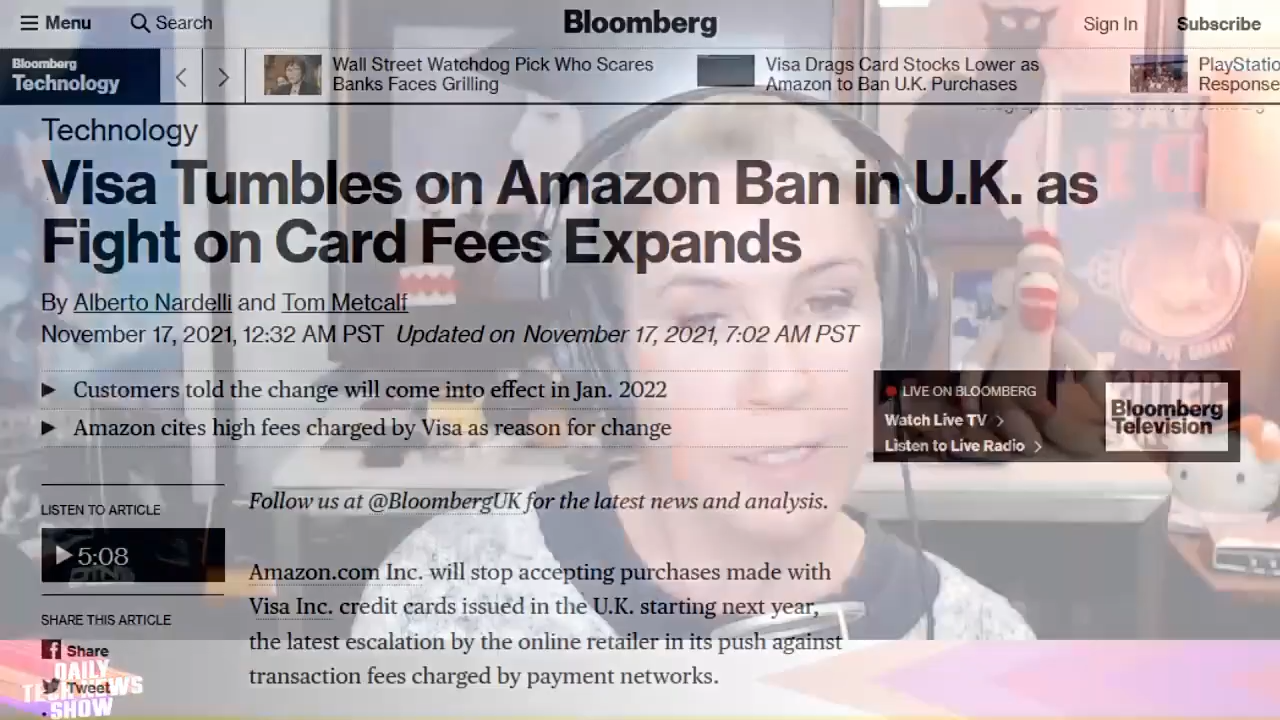 Menu
Search
Bloomberg
Sign In
Subscribe
Bloomberg
Technology
Wall Street Watchdog Pick Who Scares
Banks Faces Grilling
Visa Drags Card Stocks Lower as
Amazon to Ban U.K. Purchases
PlayStatio
Response
Technology
Visa Tumbles on Amazon Ban in U.K. as
Fight on Card Fees Expands
By Alberto Nardelli and Tom Metcalf
November 17, 2021, 12:32 AM PST Updated on November 17, 2021, 7:02 AM PST
Customers told the change will come into effect in Jan. 2022
Amazon cites high fees charged by Visa as reason for change
LIVE ON BLOOMBERG
Watch Live TV
Listen to Live Radio
Bloomberg
Television
LISTEN TO ARTICLE
5:08
SHARE THIS ARTICLE
Share
Tweet
Follow us at @BloombergUK for the latest news and analysis.
Amazon.com Inc. will stop accepting purchases made with
Visa Inc. credit cards issued in the U.K. starting next year,
the latest escalation by the online retailer in its push against
transaction fees charged by payment networks.
DAILY
TECH NEWS
SHOW